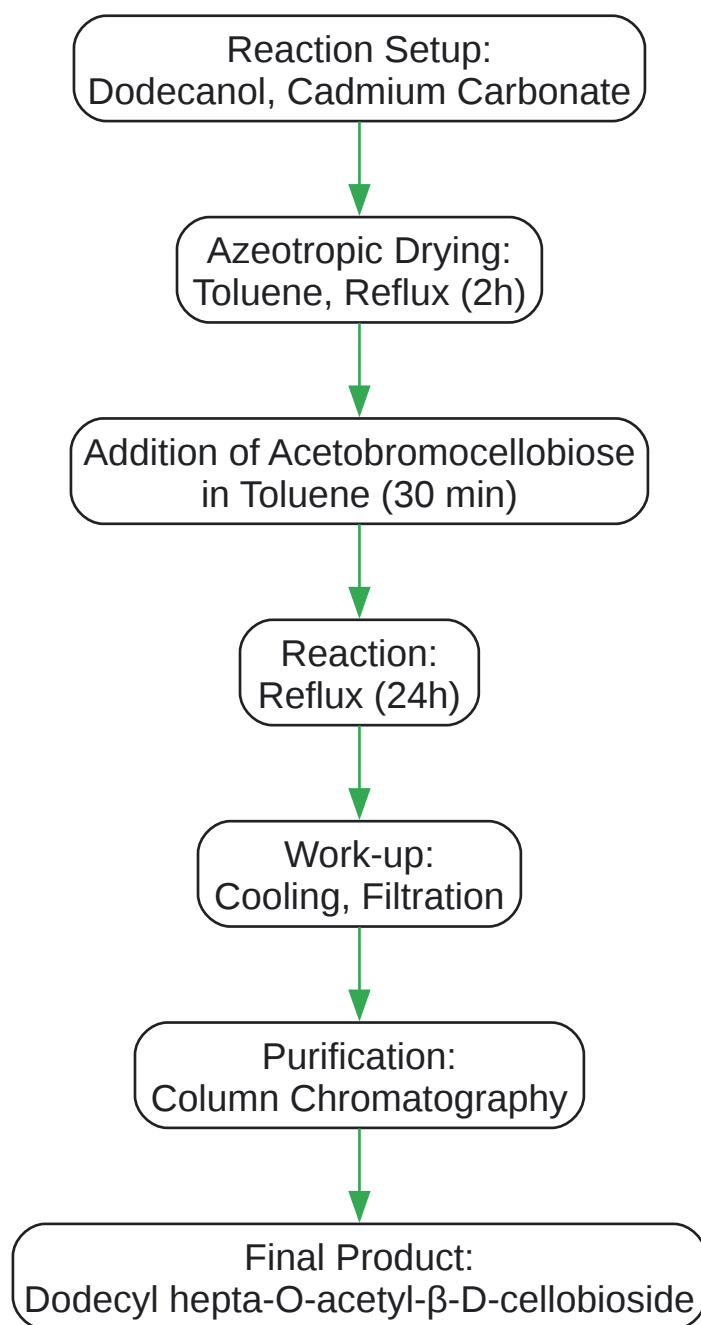 Reaction Setup:
Dodecanol, Cadmium Carbonate
Azeotropic Drying:
Toluene, Reflux (2h)
Addition of Acetobromocellobiose
in Toluene (30 min)
Reaction:
Reflux (24h)
Work-up:
Cooling, Filtration
Purification:
Column Chromatography
Final Product:
Dodecyl hepta-O-acetyl-β-D-cellobioside